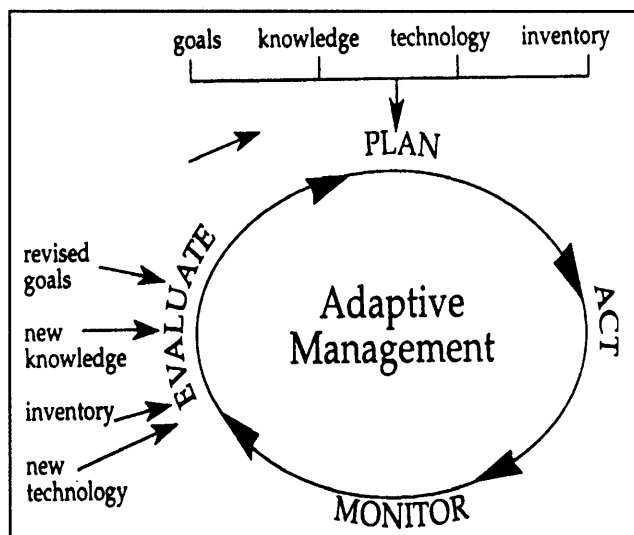 goals knowledge technology inventory
PLAN
ACT
MONITOR
EVALUATE
revised
goals
new
knowledge
inventory
new
technology
Adaptive
Management